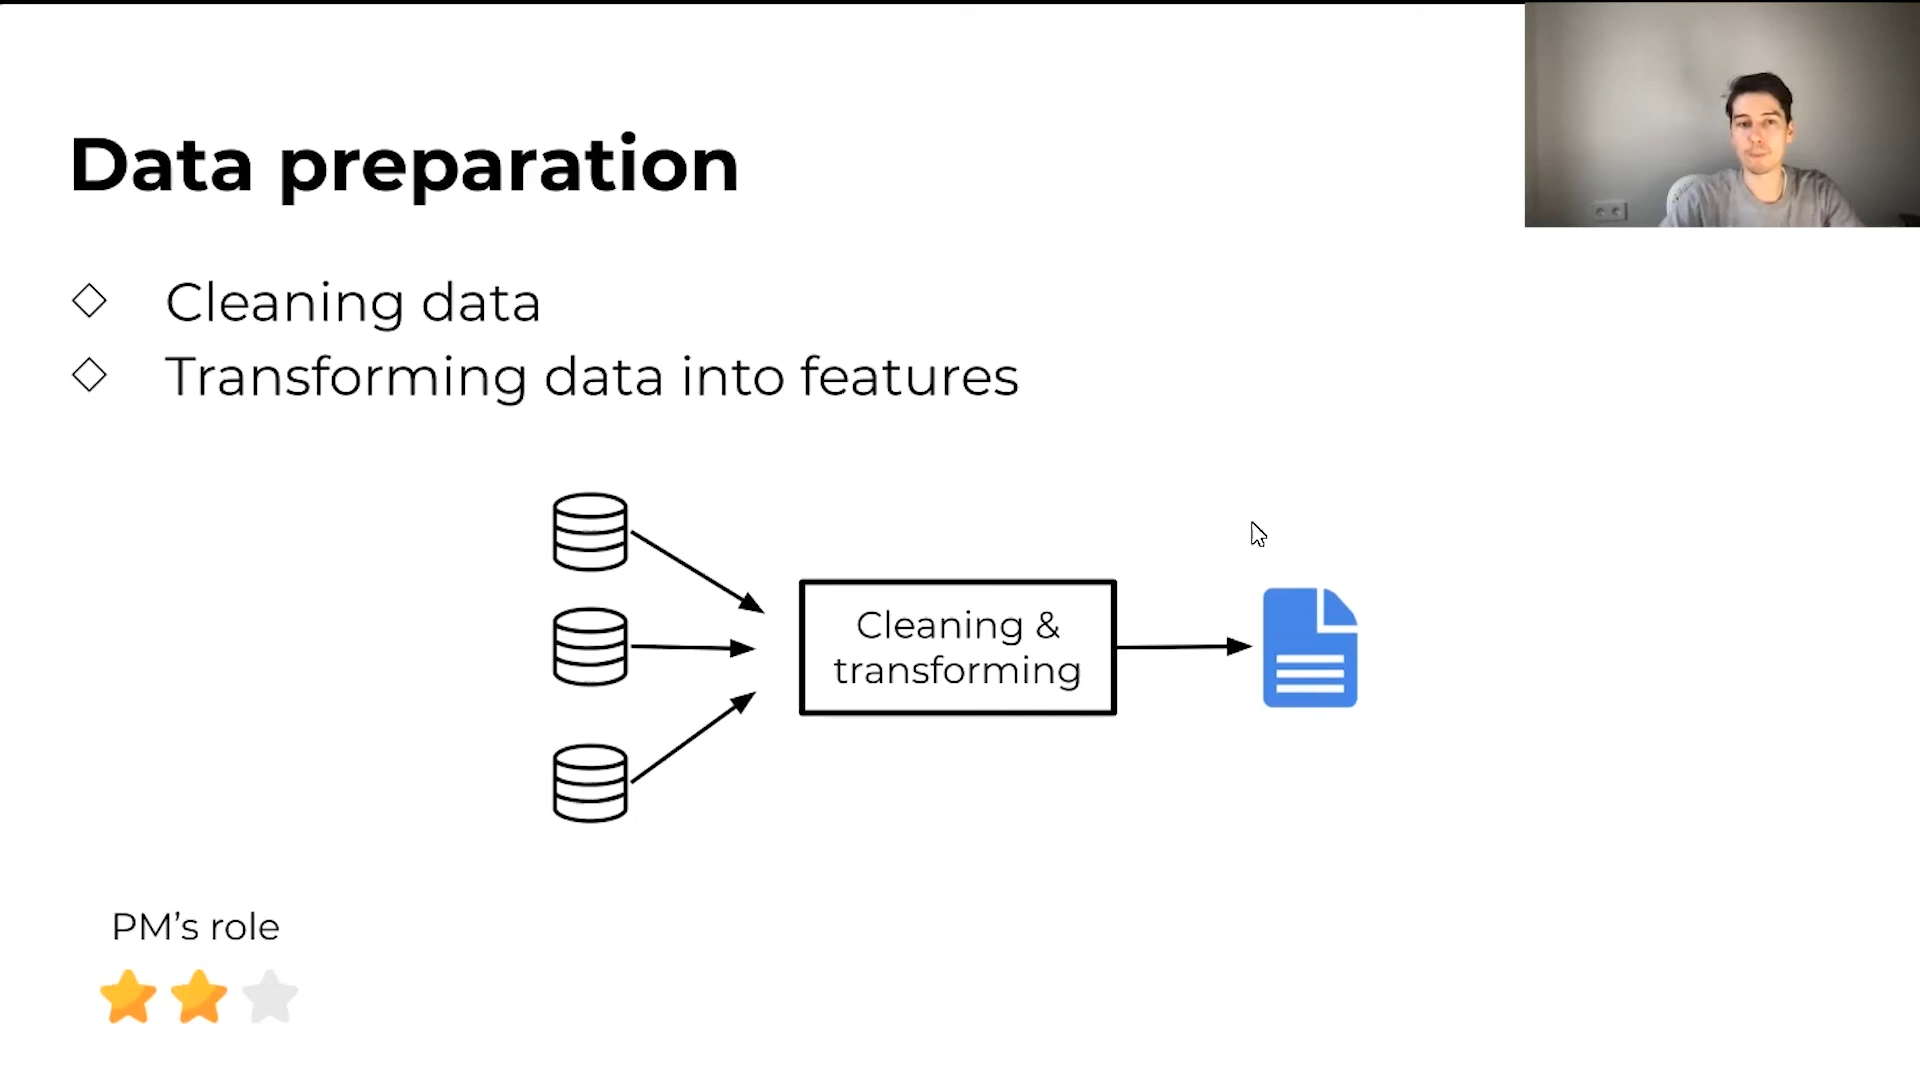 Data preparation
Cleaning data
Transforming data into features
Cleaning &
transforming
PM’s role